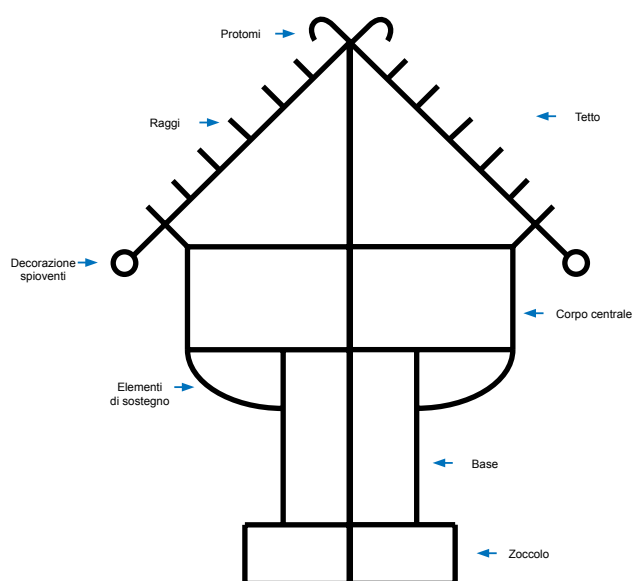 Protomi
Raggi
Tetto
Decorazione
spioventi
Corpo centrale
Elementi
di sostegno
Base
Zoccolo